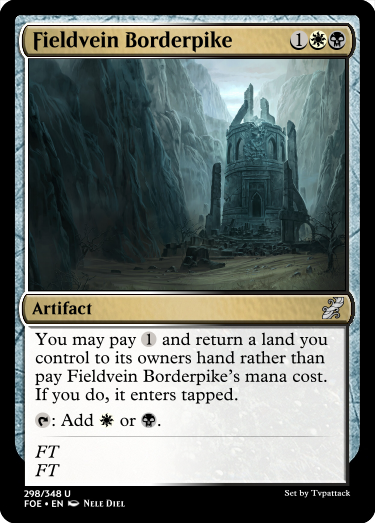 Fieldvein Borderpike 1
Artifact
You may pay 1 and return a land you
control to its owners hand rather than
pay Fieldvein Borderpike's mana cost.
If you do, it enters tapped.
: Add or .
FT
FT
298/348 U
FOE • EN Nele Diel
Set by Tvpattack